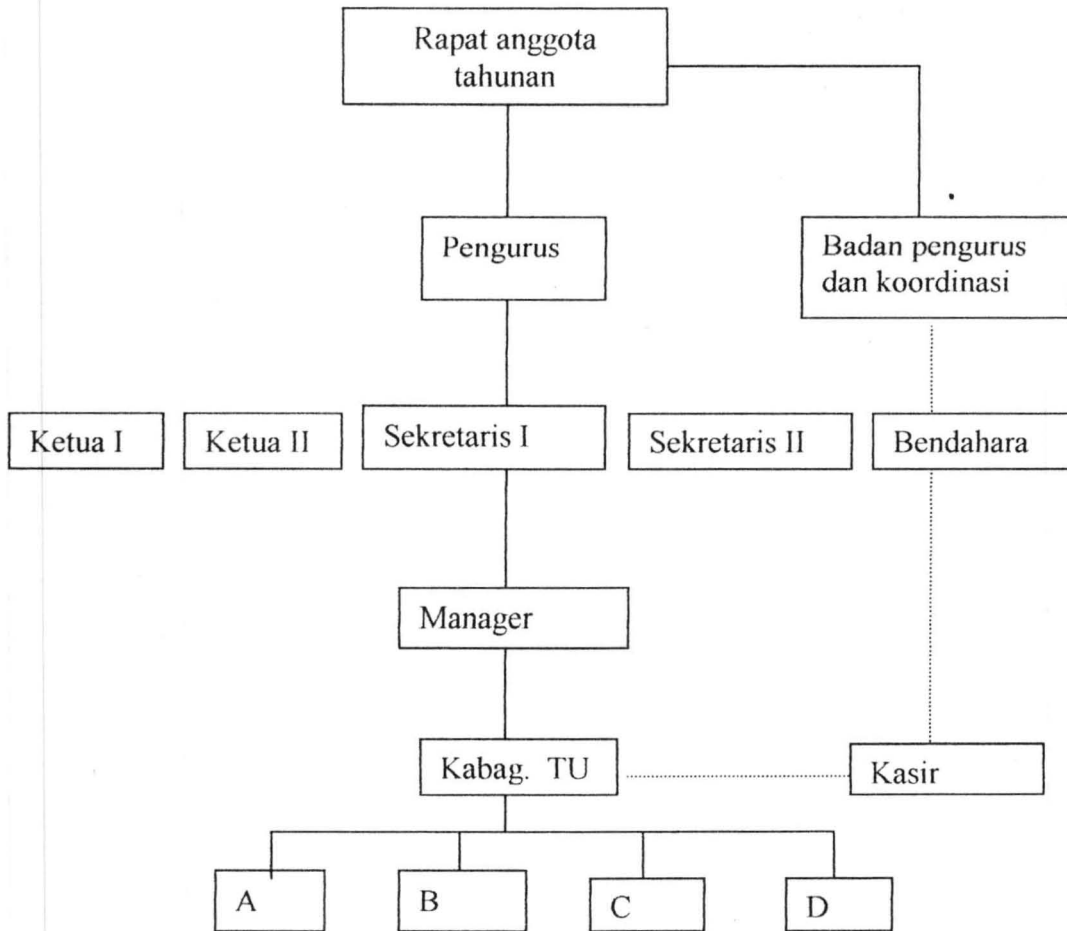 Rapat anggota
tahunan
Pengurus
Badan pengurus
dan koordinasi
Ketua I
Ketua II
Sekretaris I
Sekretaris II
Bendahara
Manager
Kabag. TU
Kasir
A
B
C
D